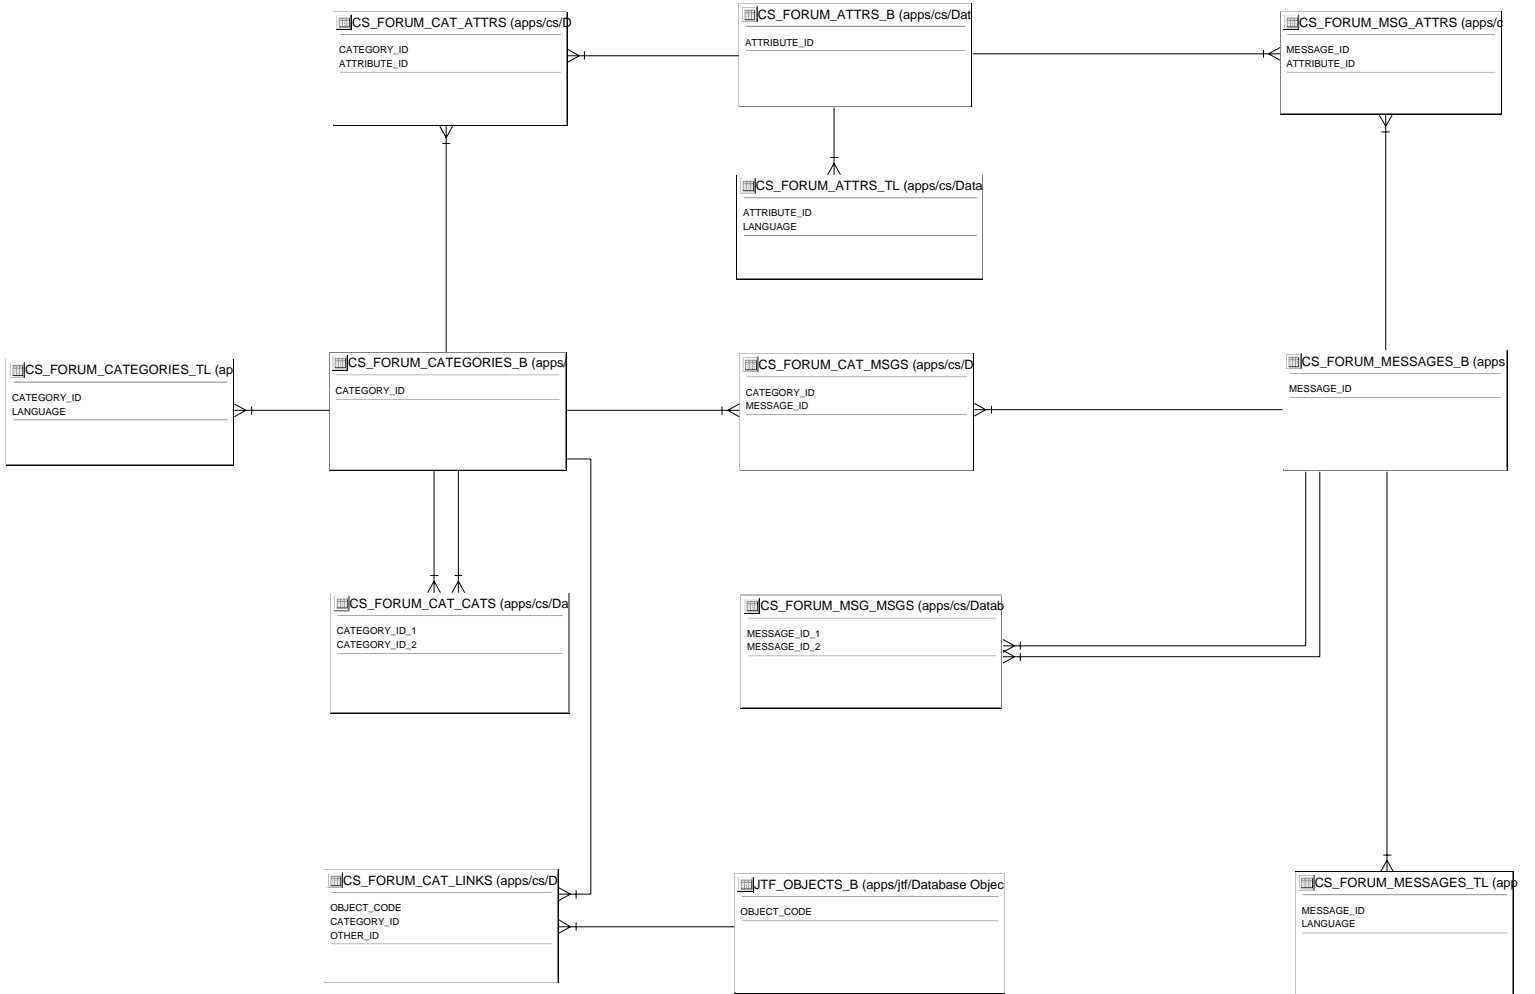 CS_FORUM_CAT_ATTRS (apps/cs/D
CATEGORY_ID
ATTRIBUTE_ID
CS_FORUM_ATTRS_B (apps/cs/Dat
ATTRIBUTE_ID
CS_FORUM_MSG_ATTRS (apps/c
MESSAGE_ID
ATTRIBUTE_ID
CS_FORUM_ATTRS_TL (apps/cs/Data
ATTRIBUTE_ID
LANGUAGE
CS_FORUM_CATEGORIES_TL (ap
CATEGORY_ID
LANGUAGE
CS_FORUM_CATEGORIES_B (apps/
CATEGORY_ID
CS_FORUM_CAT_MSGS (apps/cs/D
CATEGORY_ID
MESSAGE_ID
CS_FORUM_MESSAGES_B (apps
MESSAGE_ID
CS_FORUM_CAT_CATS (apps/cs/Da
CATEGORY_ID_1
CATEGORY_ID_2
CS_FORUM_MSG_MSGS (apps/cs/Datab
MESSAGE_ID_1
MESSAGE_ID_2
CS_FORUM_CAT_LINKS (apps/cs/D
OBJECT_CODE
CATEGORY_ID
OTHER_ID
JTF_OBJECTS_B (apps/jtf/Database Objec
OBJECT_CODE
CS_FORUM_MESSAGES_TL (app
MESSAGE_ID
LANGUAGE